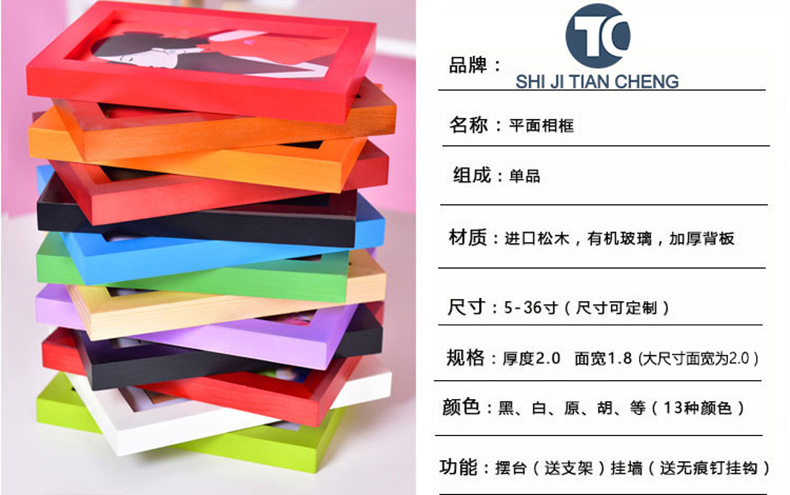 TC
品牌：
SHI JI TIAN CHENG
名称：平面相框
组成：单品
材质：进口松木，有机玻璃，加厚背板
尺寸：5-36寸（尺寸可定制）
规格：厚度2.0 面宽1.8 (大尺寸面宽为2.0）
颜色：黑、白、原、胡、等（13种颜色）
功能：摆台（送支架）挂墙（送无痕钉挂钩）